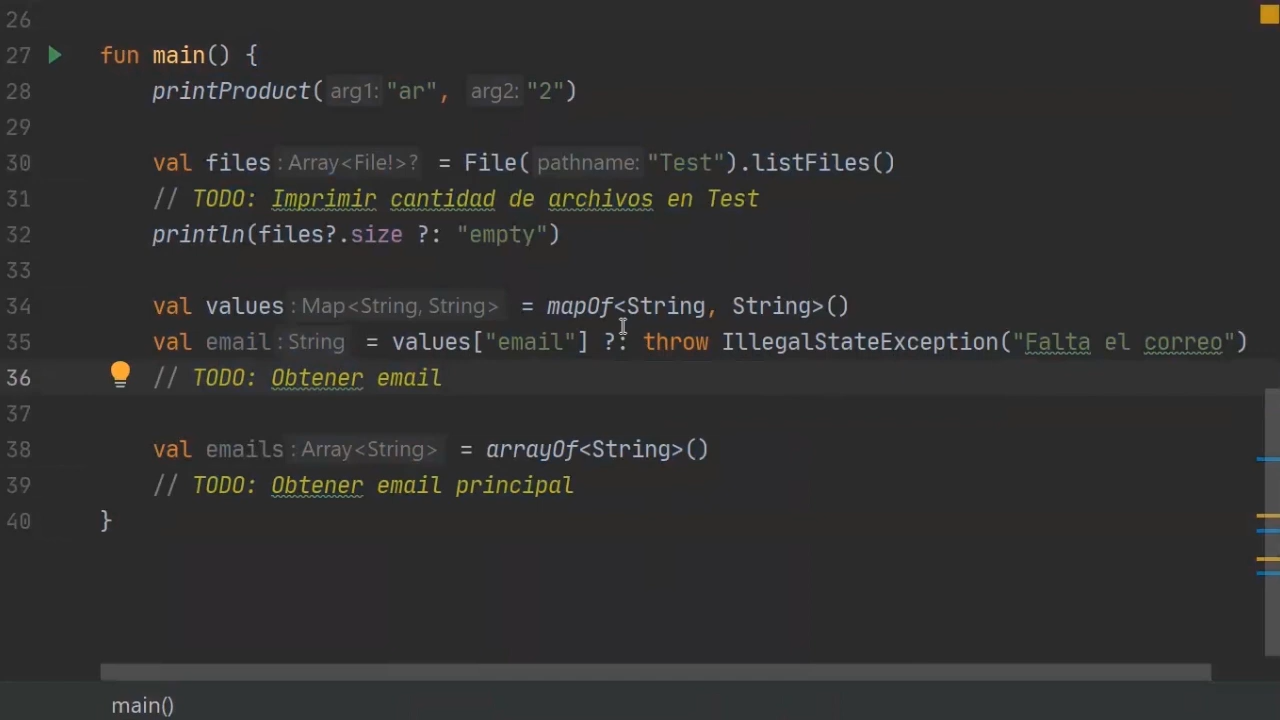 26
27 fun main() {
28 printProduct( arg1: "ar", arg2: "2")
29
30 val files : Array<File!>? = File( pathname: "Test").listFiles()
31 // TODO: Imprimir cantidad de archivos en Test
32 println(files?.size ?: "empty")
33
34 val values : Map<String, String> = mapOf<String, String>()
35 val email : String = values["email"] ?: throw IllegalStateException("Falta el correo")
36 // TODO: Obtener email
37
38 val emails : Array<String> = arrayOf<String>()
39 // TODO: Obtener email principal
40 }
main()